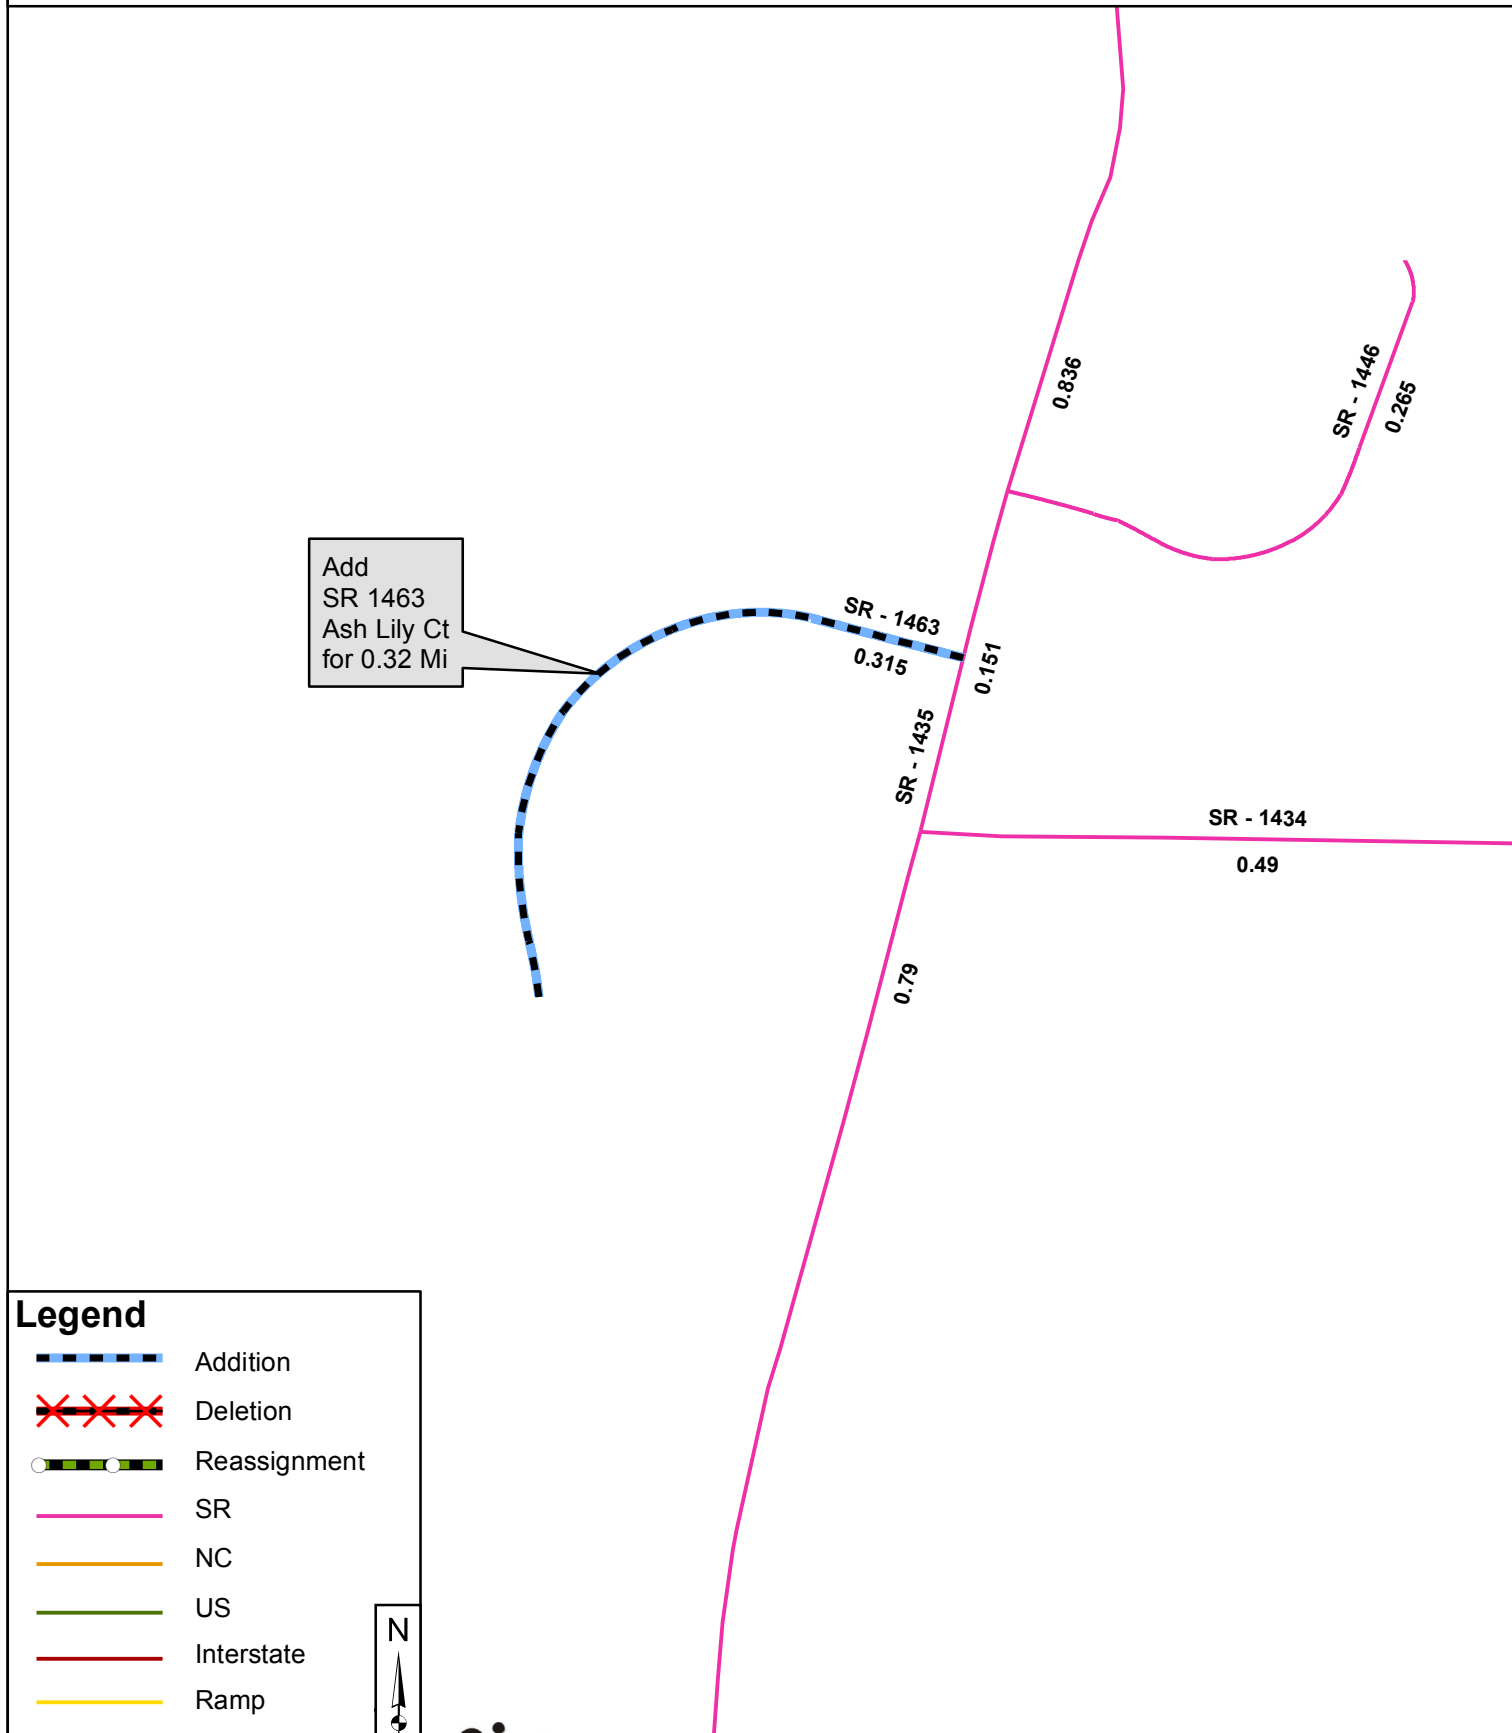 0.836
SR - 1446
0.265
Add
SR 1463
Ash Lily Ct
for 0.32 Mi
SR - 1463
0.315
0.151
SR - 1435
SR - 1434
0.49
0.79
Legend
Addition
Deletion
Reassignment
SR
NC
US
Interstate
Ramp
N